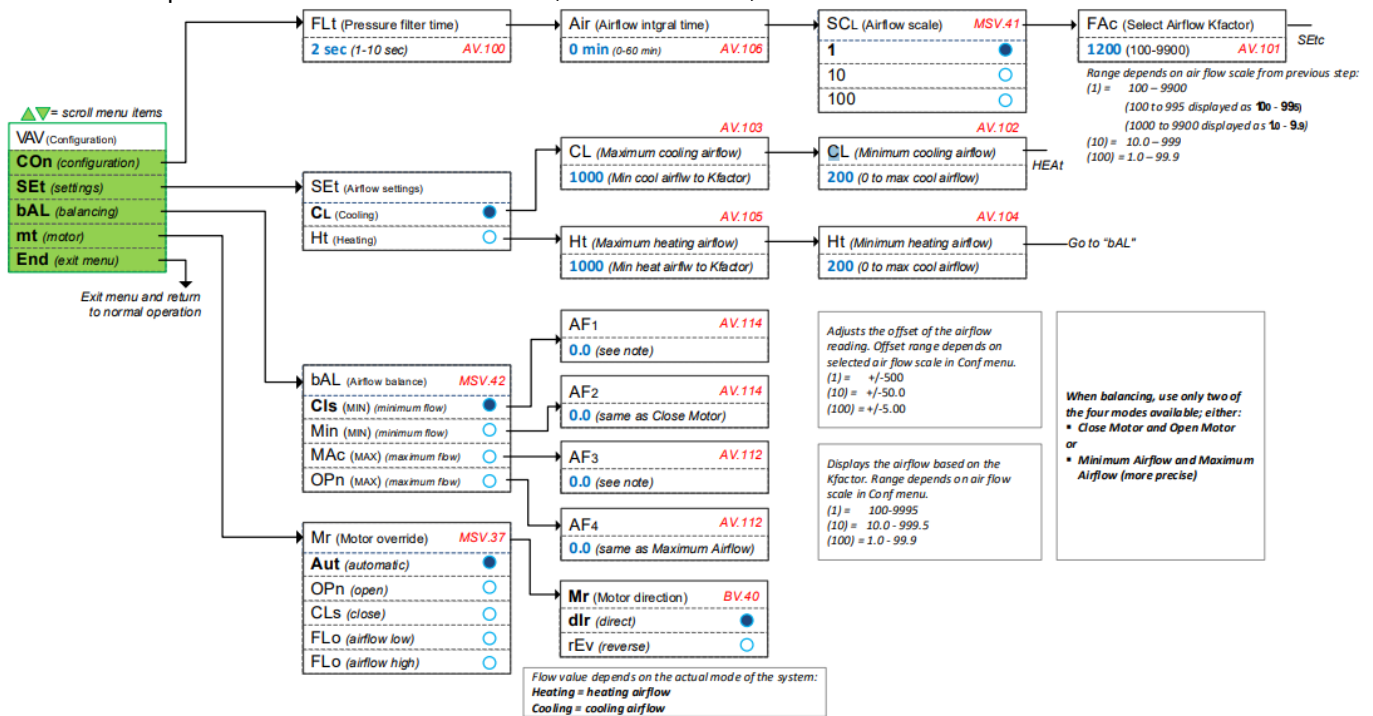 FLt (Pressure filter time)
2 sec (1-10 sec) AV.100
Air (Airflow intgral time)
0 min (0-60 min) AV.106
SCL (Airflow scale) MSV.41
1
10
100
FAc (Select Airflow Kfactor)
1200 (100-9900) AV.101
SEtc
Range depends on air flow scale from previous step:
(1) = 100 – 9900
(100 to 995 displayed as 100 - 995)
(1000 to 9900 displayed as 1.0 - 9.9)
(10) = 10.0 – 999
(100) = 1.0 – 99.9
= scroll menu items
VAV (Configuration)
COn (configuration)
SEt (settings)
bAL (balancing)
mt (motor)
End (exit menu)
Exit menu and return
to normal operation
SEt (Airflow settings)
CL (Cooling)
Ht (Heating)
AV.103
CL (Maximum cooling airflow)
1000 (Min cool airflw to Kfactor)
AV.102
CL (Minimum cooling airflow)
200 (0 to max cool airflow)
HEAt
AV.105
Ht (Maximum heating airflow)
1000 (Min heat airflw to Kfactor)
AV.104
Ht (Minimum heating airflow)
200 (0 to max cool airflow)
Go to "bAL"
bAL (Airflow balance) MSV.42
Cls (MIN) (minimum flow)
Min (MIN) (minimum flow)
MAc (MAX) (maximum flow)
OPn (MAX) (maximum flow)
AF1 AV.114
0.0 (see note)
AF2 AV.114
0.0 (same as Close Motor)
AF3 AV.112
0.0 (see note)
AF4 AV.112
0.0 (same as Maximum Airflow)
Adjusts the offset of the airflow
reading. Offset range depends on
selected air flow scale in Conf menu.
(1) = +/-500
(10) = +/-50.0
(100) = +/-5.00
Displays the airflow based on the
Kfactor. Range depends on air flow
scale in Conf menu.
(1) = 100-9995
(10) = 10.0 - 999.5
(100) = 1.0 - 99.9
When balancing, use only two of
the four modes available; either:
▪ Close Motor and Open Motor
or
▪ Minimum Airflow and Maximum
Airflow (more precise)
Mr (Motor override) MSV.37
Aut (automatic)
OPn (open)
CLs (close)
FLo (airflow low)
FLo (airflow high)
Mr (Motor direction) BV.40
dIr (direct)
rEv (reverse)
Flow value depends on the actual mode of the system:
Heating = heating airflow
Cooling = cooling airflow